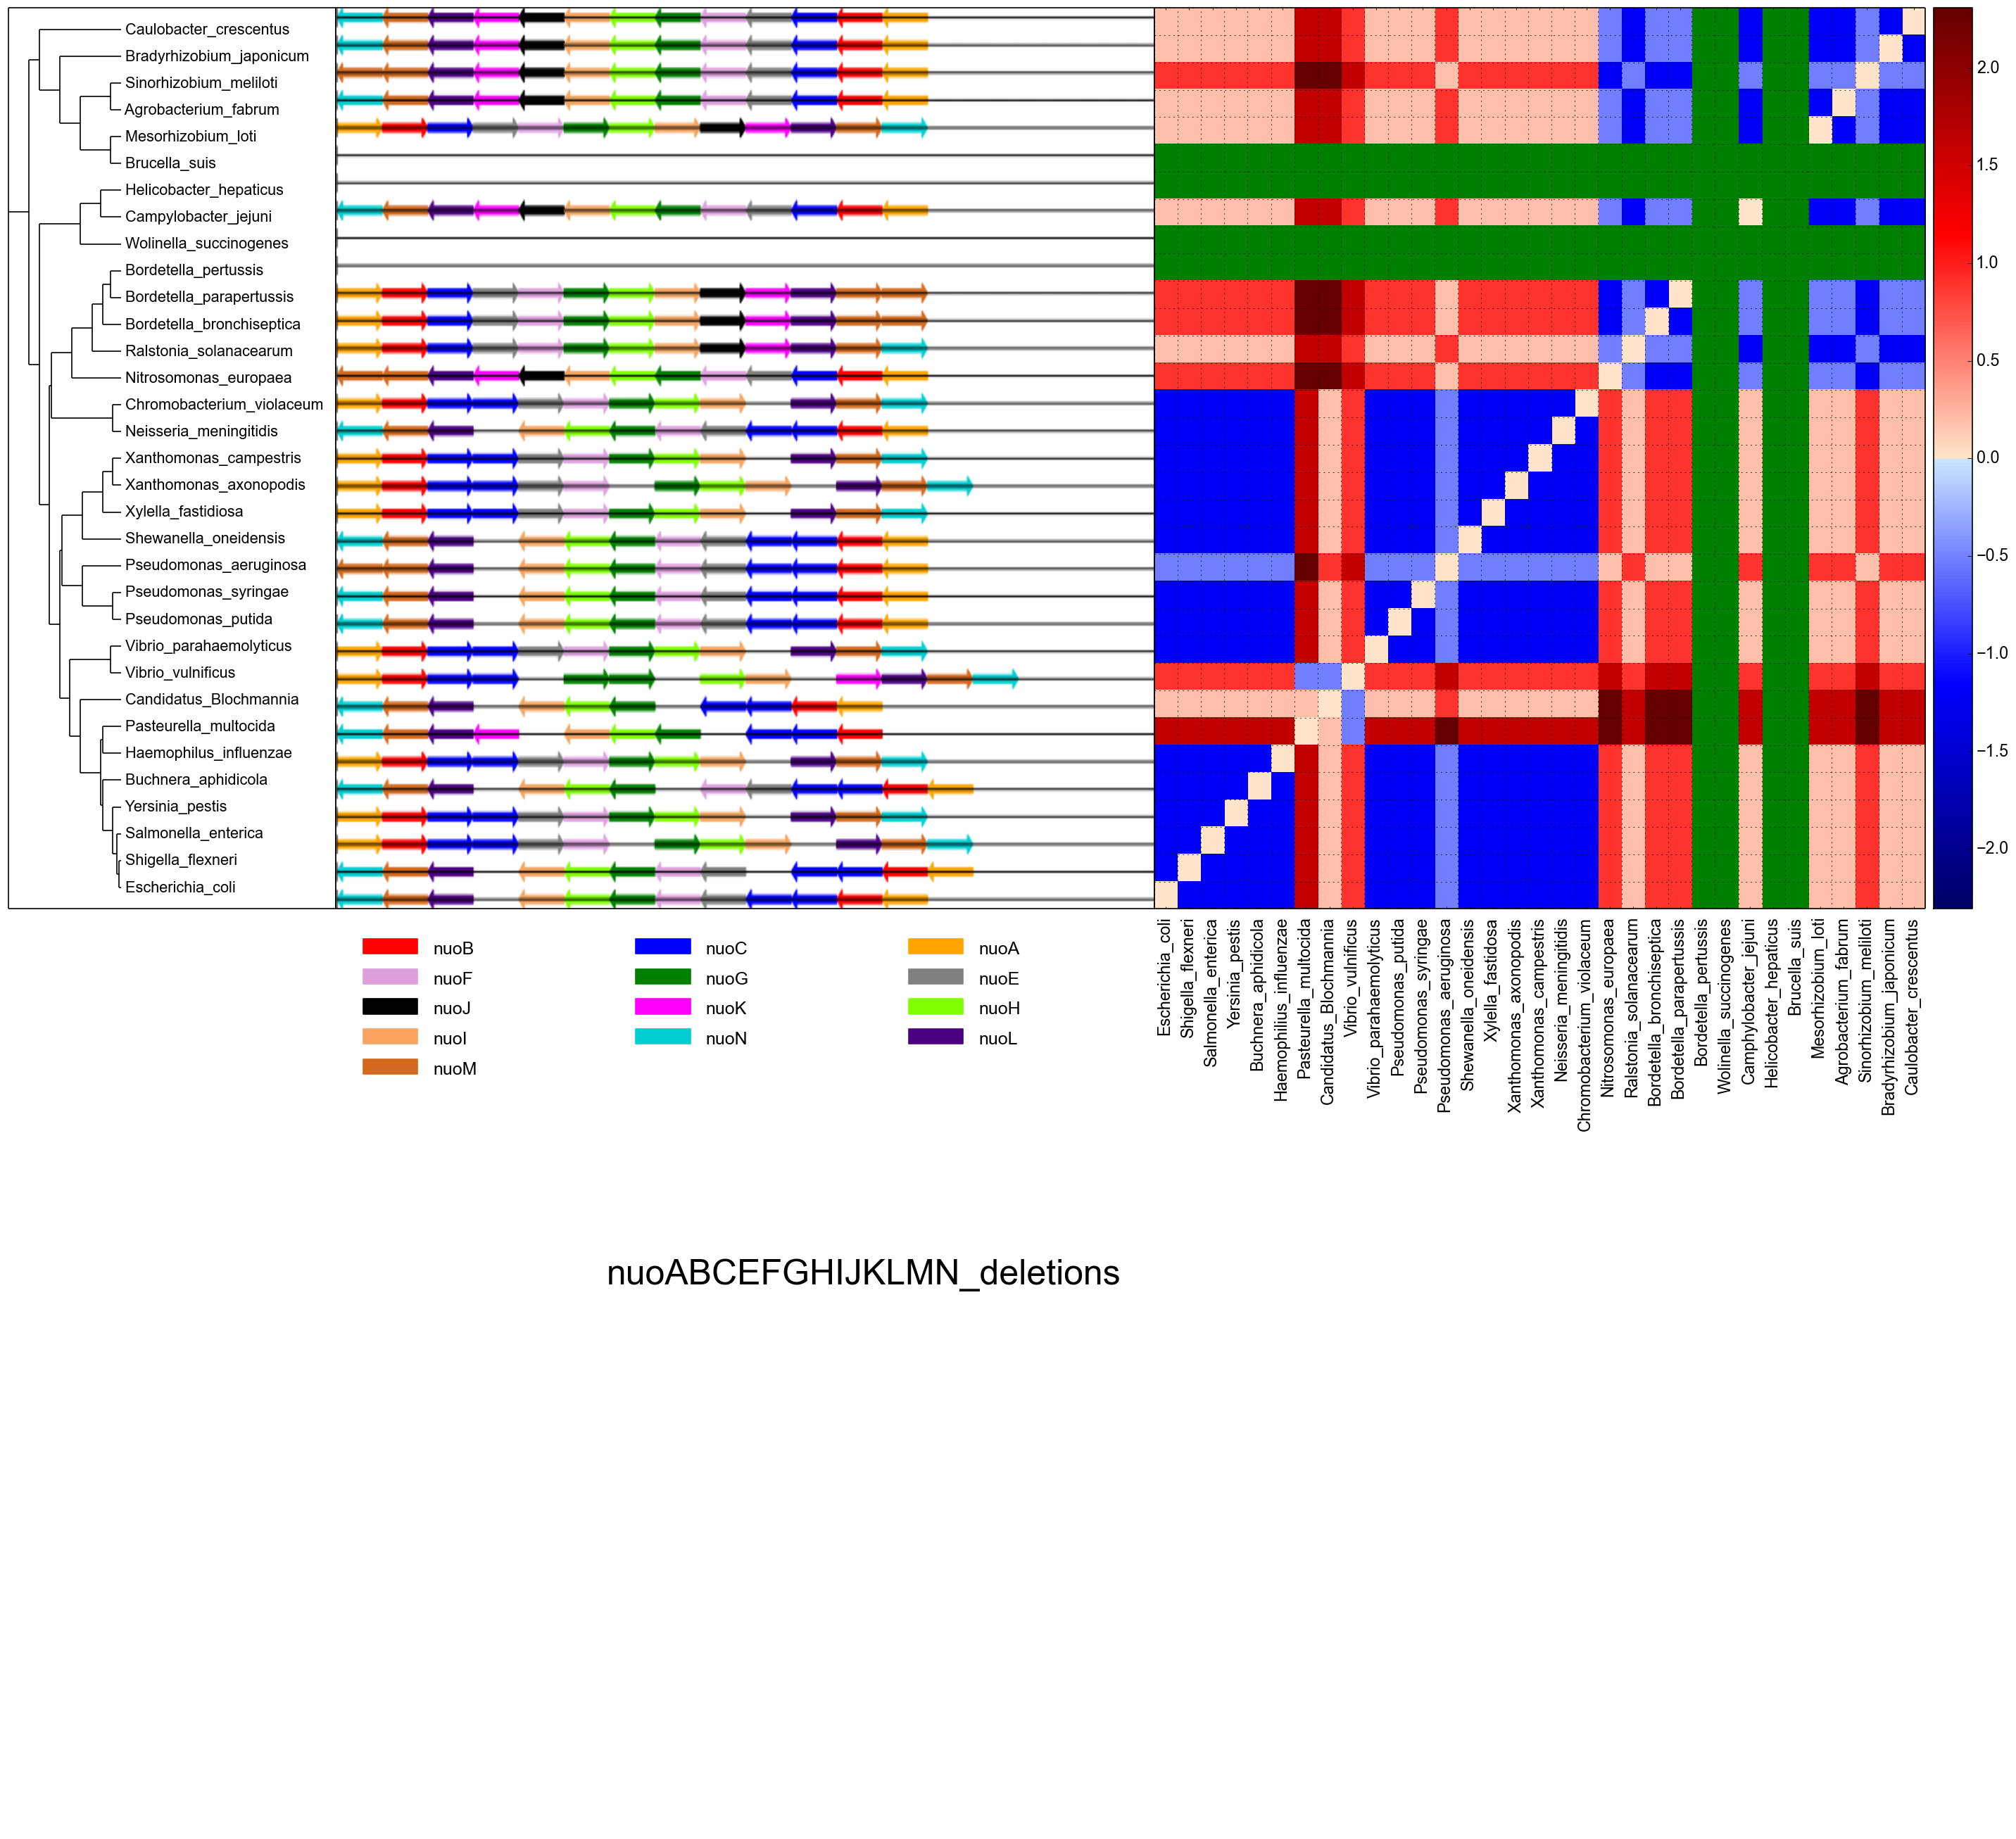 Caulobacter_crescentus
Bradyrhizobium_japonicum
Sinorhizobium_meliloti
Agrobacterium_fabrum
Mesorhizobium_loti
Brucella_suis
Helicobacter_hepaticus
Campylobacter_jejuni
Wolinella_succinogenes
Bordetella_pertussis
Bordetella_parapertussis
Bordetella_bronchiseptica
Ralstonia_solanacearum
Nitrosomonas_europaea
Chromobacterium_violaceum
Neisseria_meningitidis
Xanthomonas_campestris
Xanthomonas_axonopodis
Xylella_fastidiosa
Shewanella_oneidensis
Pseudomonas_aeruginosa
Pseudomonas_syringae
Pseudomonas_putida
Vibrio_parahaemolyticus
Vibrio_vulnificus
Candidatus_Blochmannia
Pasteurella_multocida
Haemophilus_influenzae
Buchnera_aphidicola
Yersinia_pestis
Salmonella_enterica
Shigella_flexneri
Escherichia_coli
2.0
1.5
1.0
0.5
0.0
−0.5
−1.0
−1.5
−2.0
Escherichia_coli
Shigella_flexneri
Salmonella_enterica
Yersinia_pestis
Buchnera_aphidicola
Haemophilius_influenzae
Pasteurella_multocida
Candidatus_Blochmannia
Vibrio_vulnificus
Vibrio_parahaemolyticus
Pseudomonas_putida
Pseudomonas_syringae
Pseudomonas_aeruginosa
Shewanella_oneidensis
Xylella_fastidosa
Xanthomonas_axonopodis
Xanthomonas_campestris
Neisseria_meningitidis
Chromobacterium_violaceum
Nitrosomonas_europaea
Ralstonia_solanacearum
Bordetella_bronchiseptica
Bordetella_parapertussis
Bordetella_pertussis
Wolinella_succinogenes
Camphylobacter_jejuni
Helicobacter_hepaticus
Brucella_suis
Mesorhizobium_loti
Agrobacterium_fabrum
Sinorhizobium_meliloti
Bradyrhizobium_japonicum
Caulobacter_crescentus
nuoB nuoC nuoA
nuoF nuoG nuoE
nuoJ nuoK nuoH
nuoI nuoN nuoL
nuoM
nuoABCEFGHIJKLMN_deletions